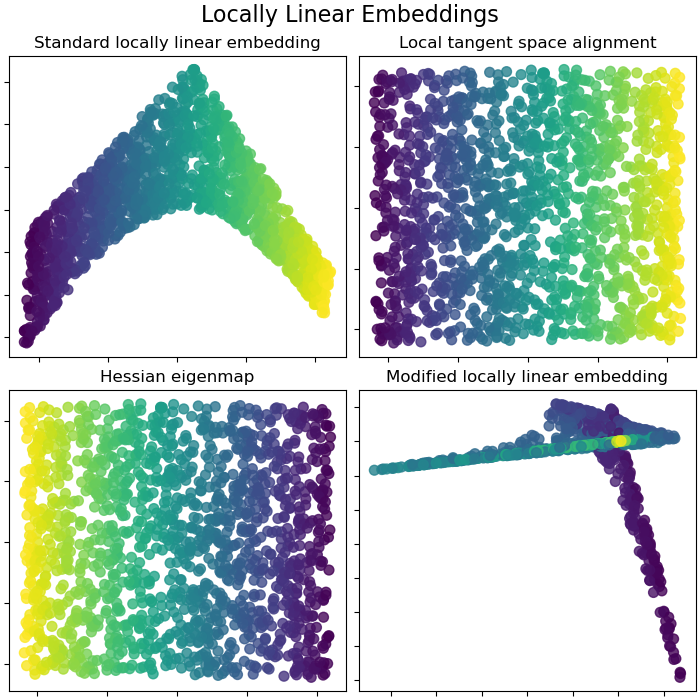 Locally Linear Embeddings
Standard locally linear embedding
Local tangent space alignment
Hessian eigenmap
Modified locally linear embedding